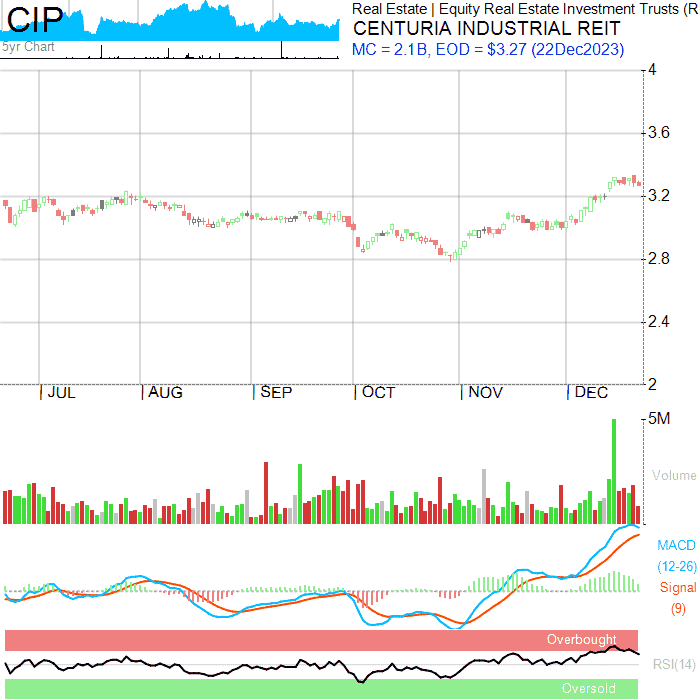 CIP
Real Estate | Equity Real Estate Investment Trusts (R
CENTURIA INDUSTRIAL REIT
5yr Chart
MC = 2.1B, EOD = $3.27 (22Dec2023)
4
3.6
3.2
2.8
2.4
2
JUL AUG SEP OCT NOV DEC
5M
Volume
MACD
(12-26)
Signal
(9)
Overbought
RSI(14)
Oversold